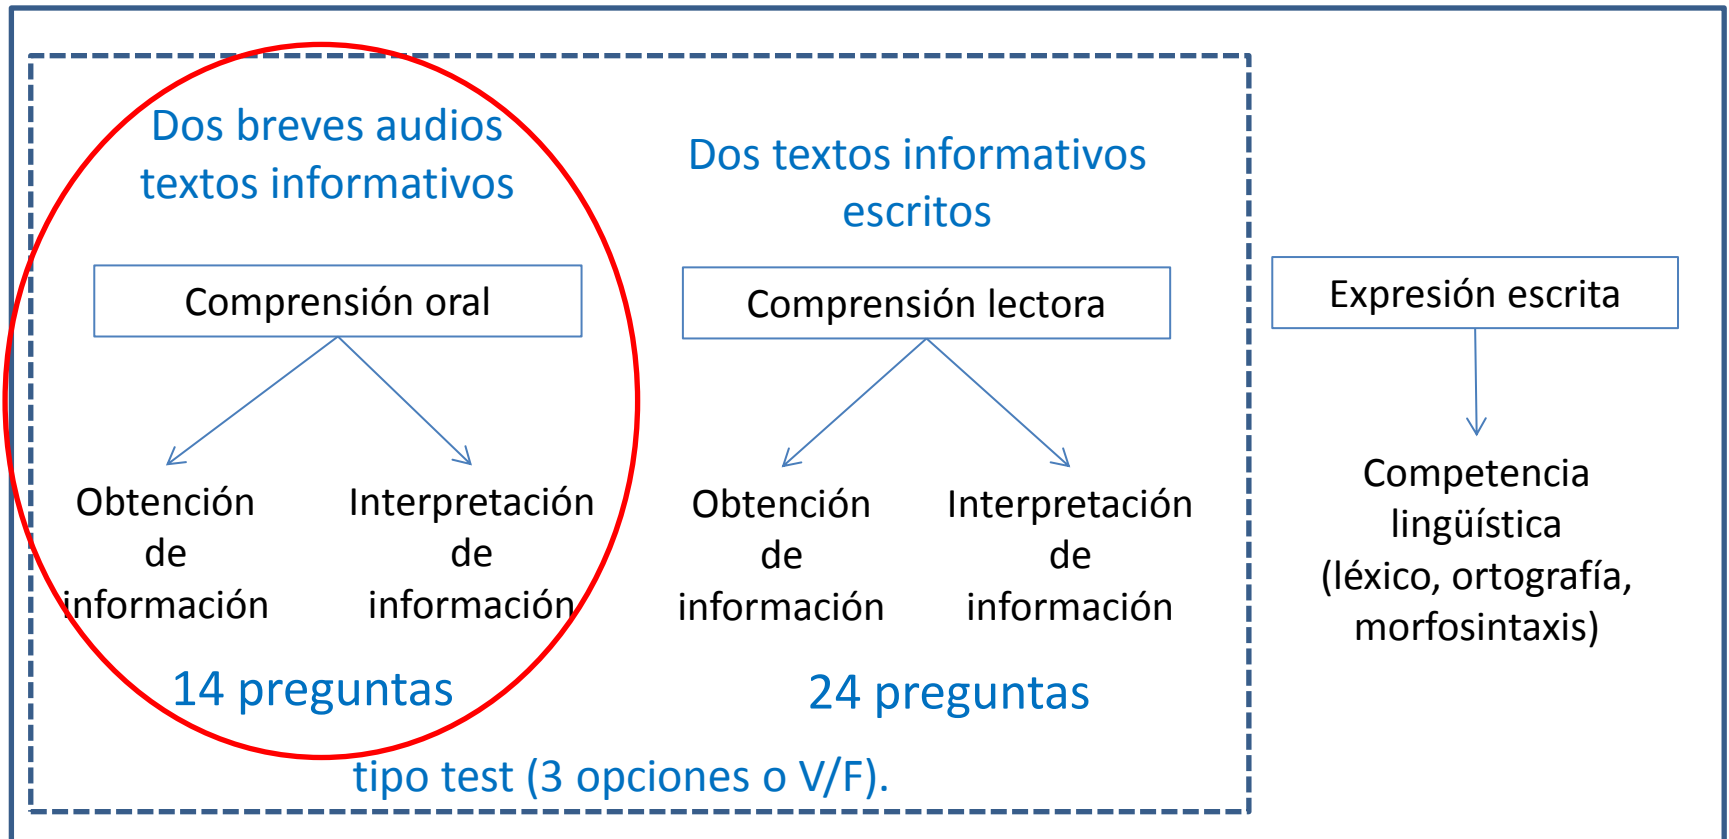 Dos breves audios
textos informativos
Comprensión oral
Obtención
de
información
Interpretación
de
información
14 preguntas
Dos textos informativos
escritos
Comprensión lectora
Obtención
de
información
Interpretación
de
información
24 preguntas
tipo test (3 opciones o V/F).
Expresión escrita
Competencia
lingüística
(léxico, ortografía,
morfosintaxis)